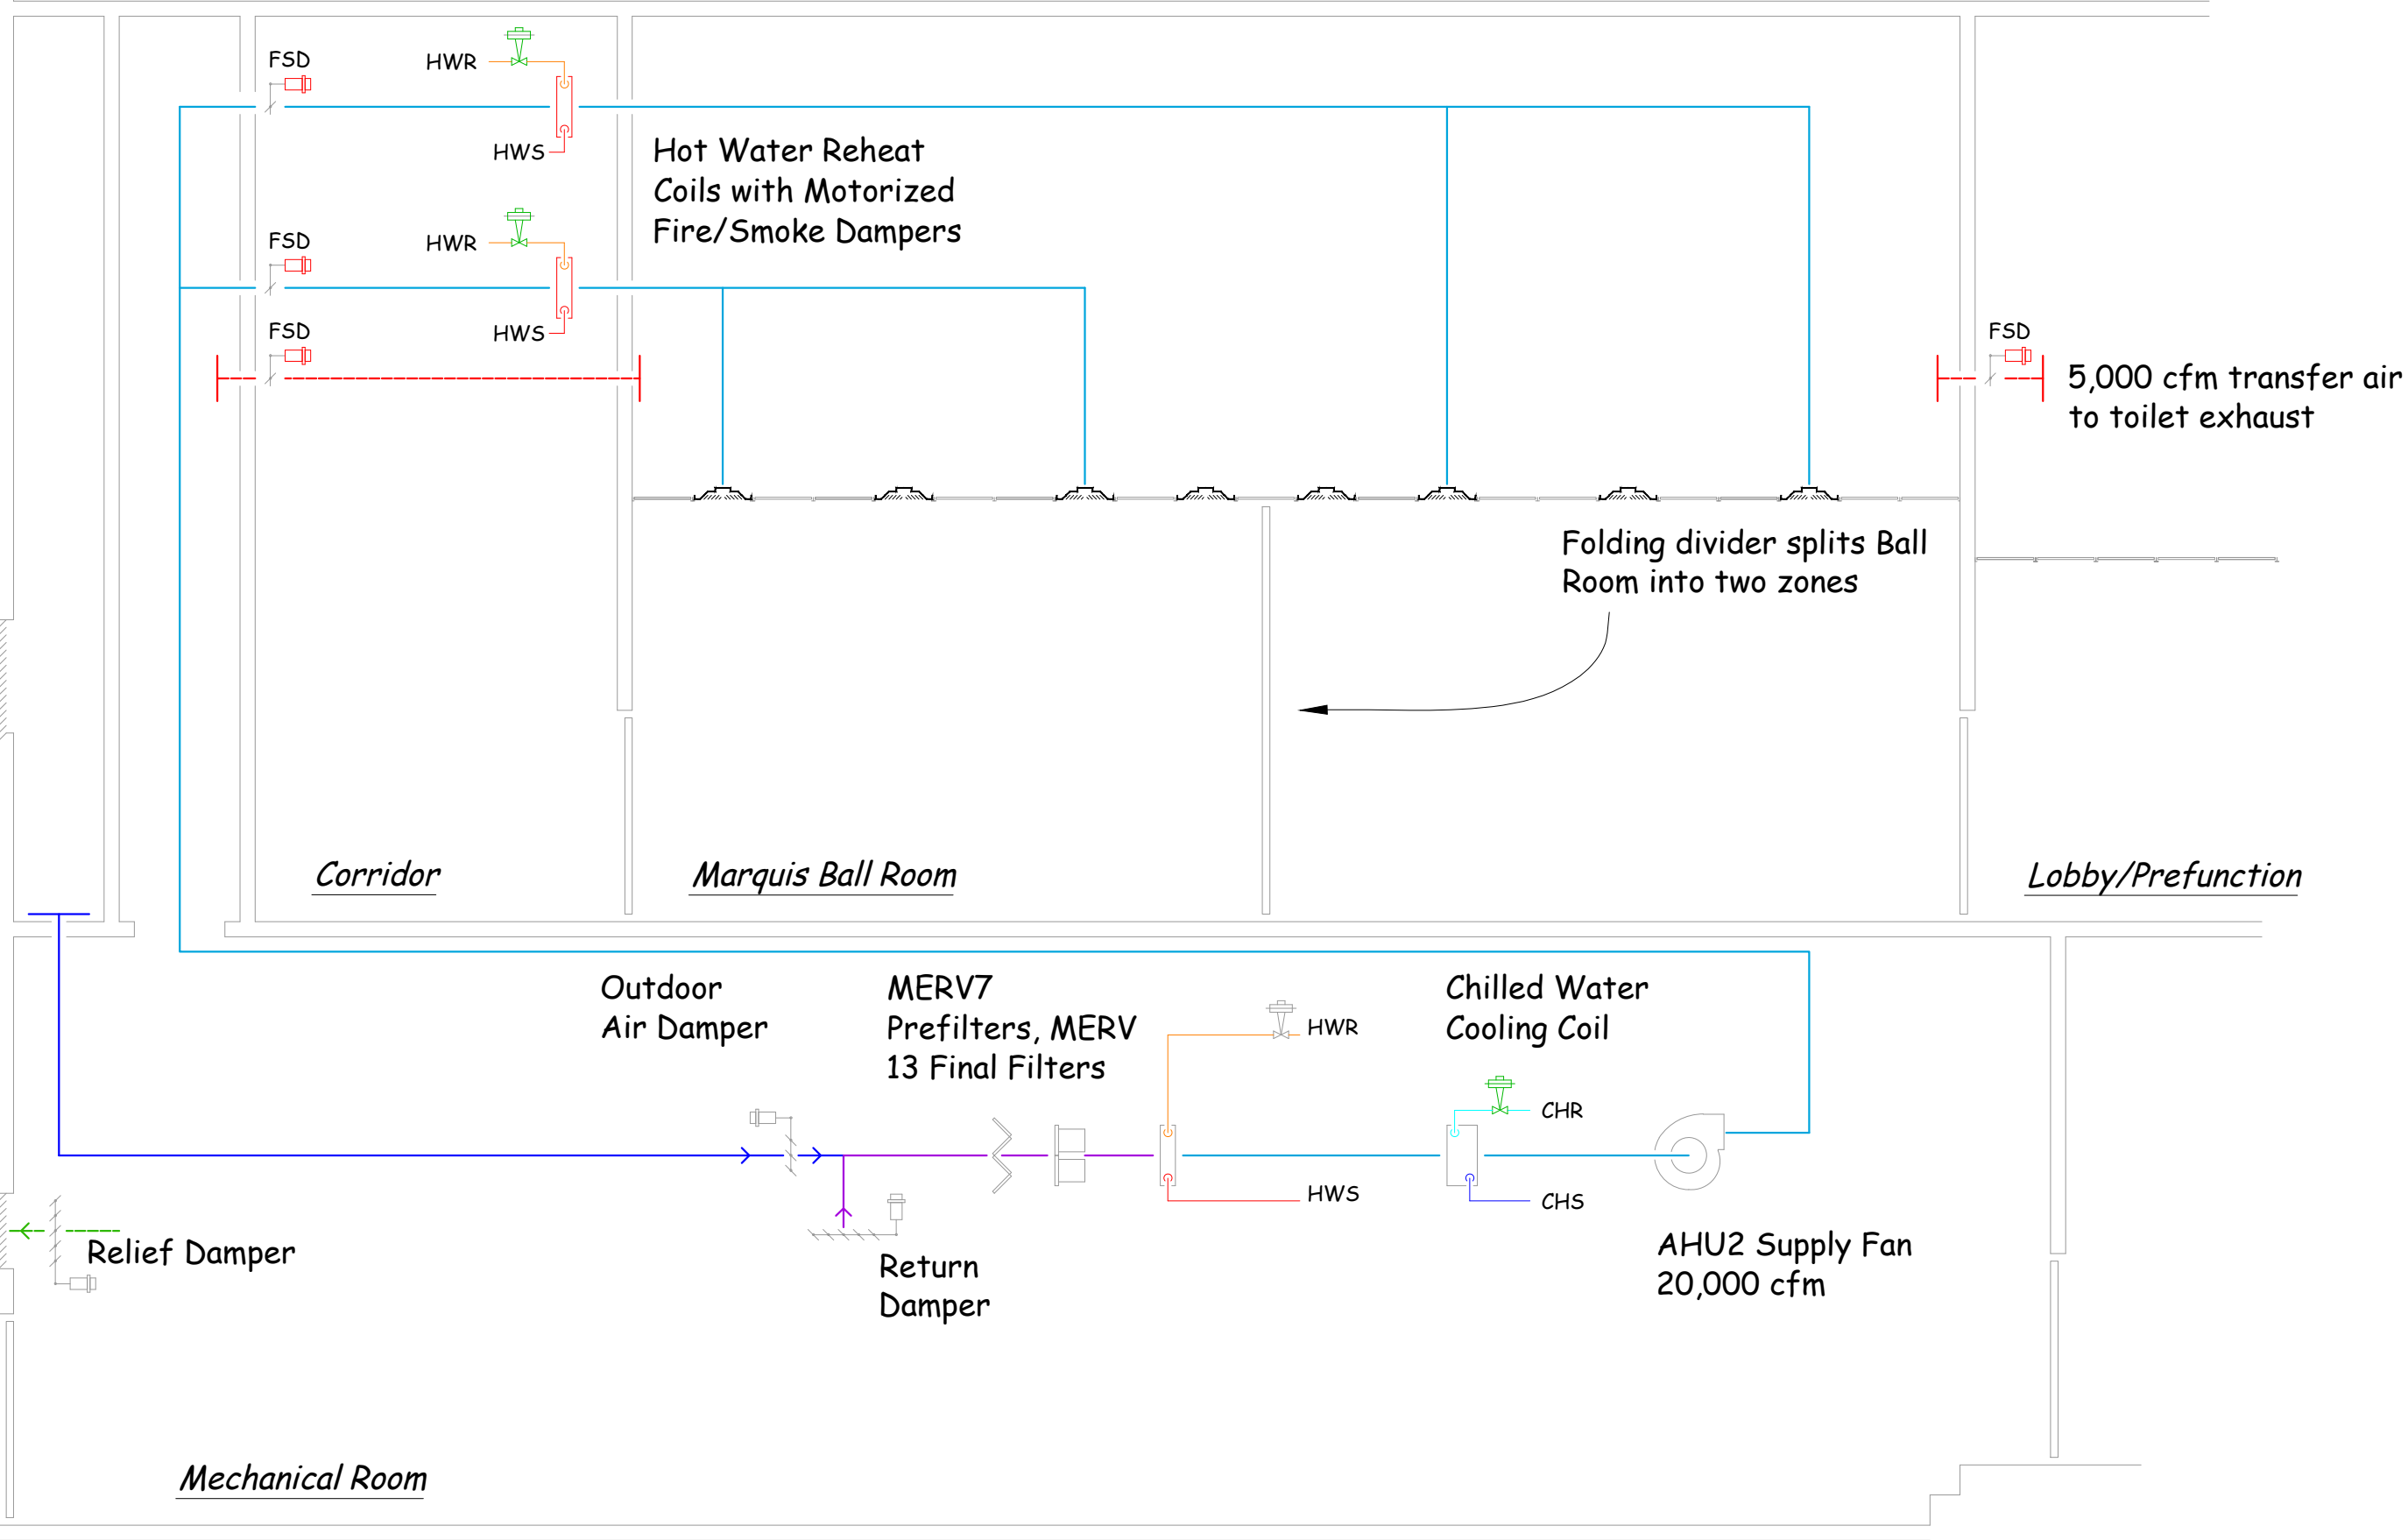 FSD
HWR
HWS
Hot Water Reheat
Coils with Motorized
Fire/Smoke Dampers
FSD
HWR
HWS
FSD
FSD
5,000 cfm transfer air
to toilet exhaust
Folding divider splits Ball
Room into two zones
Corridor
Marquis Ball Room
Lobby/Prefunction
Outdoor
Air Damper
MERV7
Prefilters, MERV
13 Final Filters
HWR
HWS
Chilled Water
Cooling Coil
CHR
CHS
Relief Damper
Return
Damper
AHU2 Supply Fan
20,000 cfm
Mechanical Room